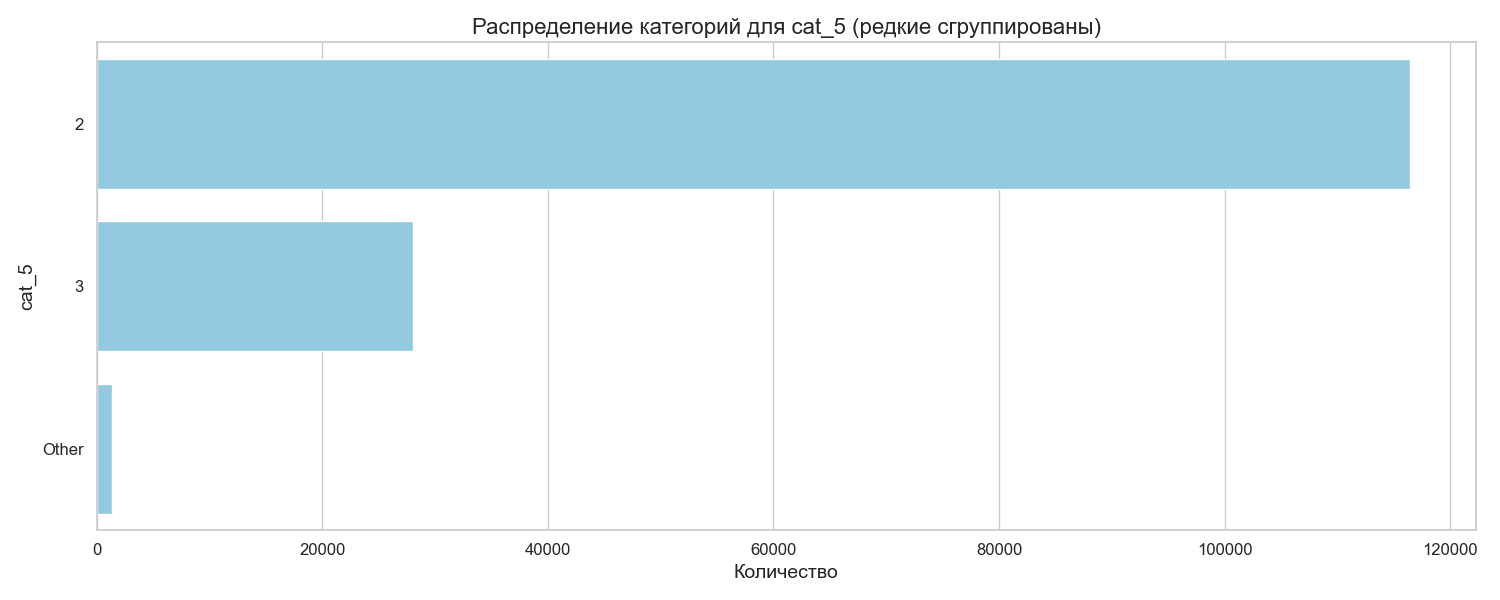 Распределение категорий для cat_5 (редкие сгруппированы)
2
3
Other
cat_5
0 20000 40000 60000 80000 100000 120000
Количество